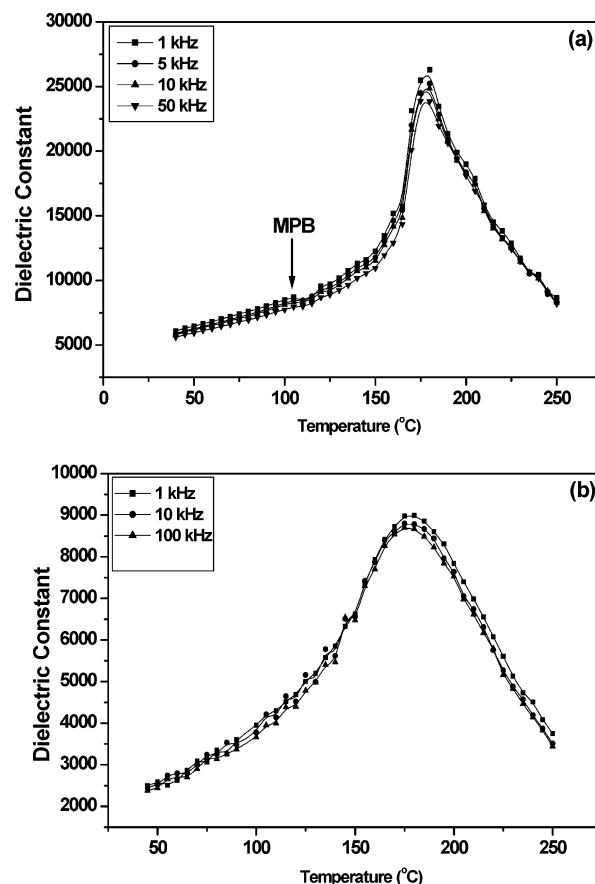 (a)
1 kHz
5 kHz
10 kHz
50 kHz
MPB
30000
25000
20000
15000
10000
5000
Dielectric Constant
0 50 100 150 200 250
Temperature (°C)
(b)
1 kHz
10 kHz
100 kHz
10000
9000
8000
7000
6000
5000
4000
3000
2000
Dielectric Constant
50 100 150 200 250
Temperature (°C)